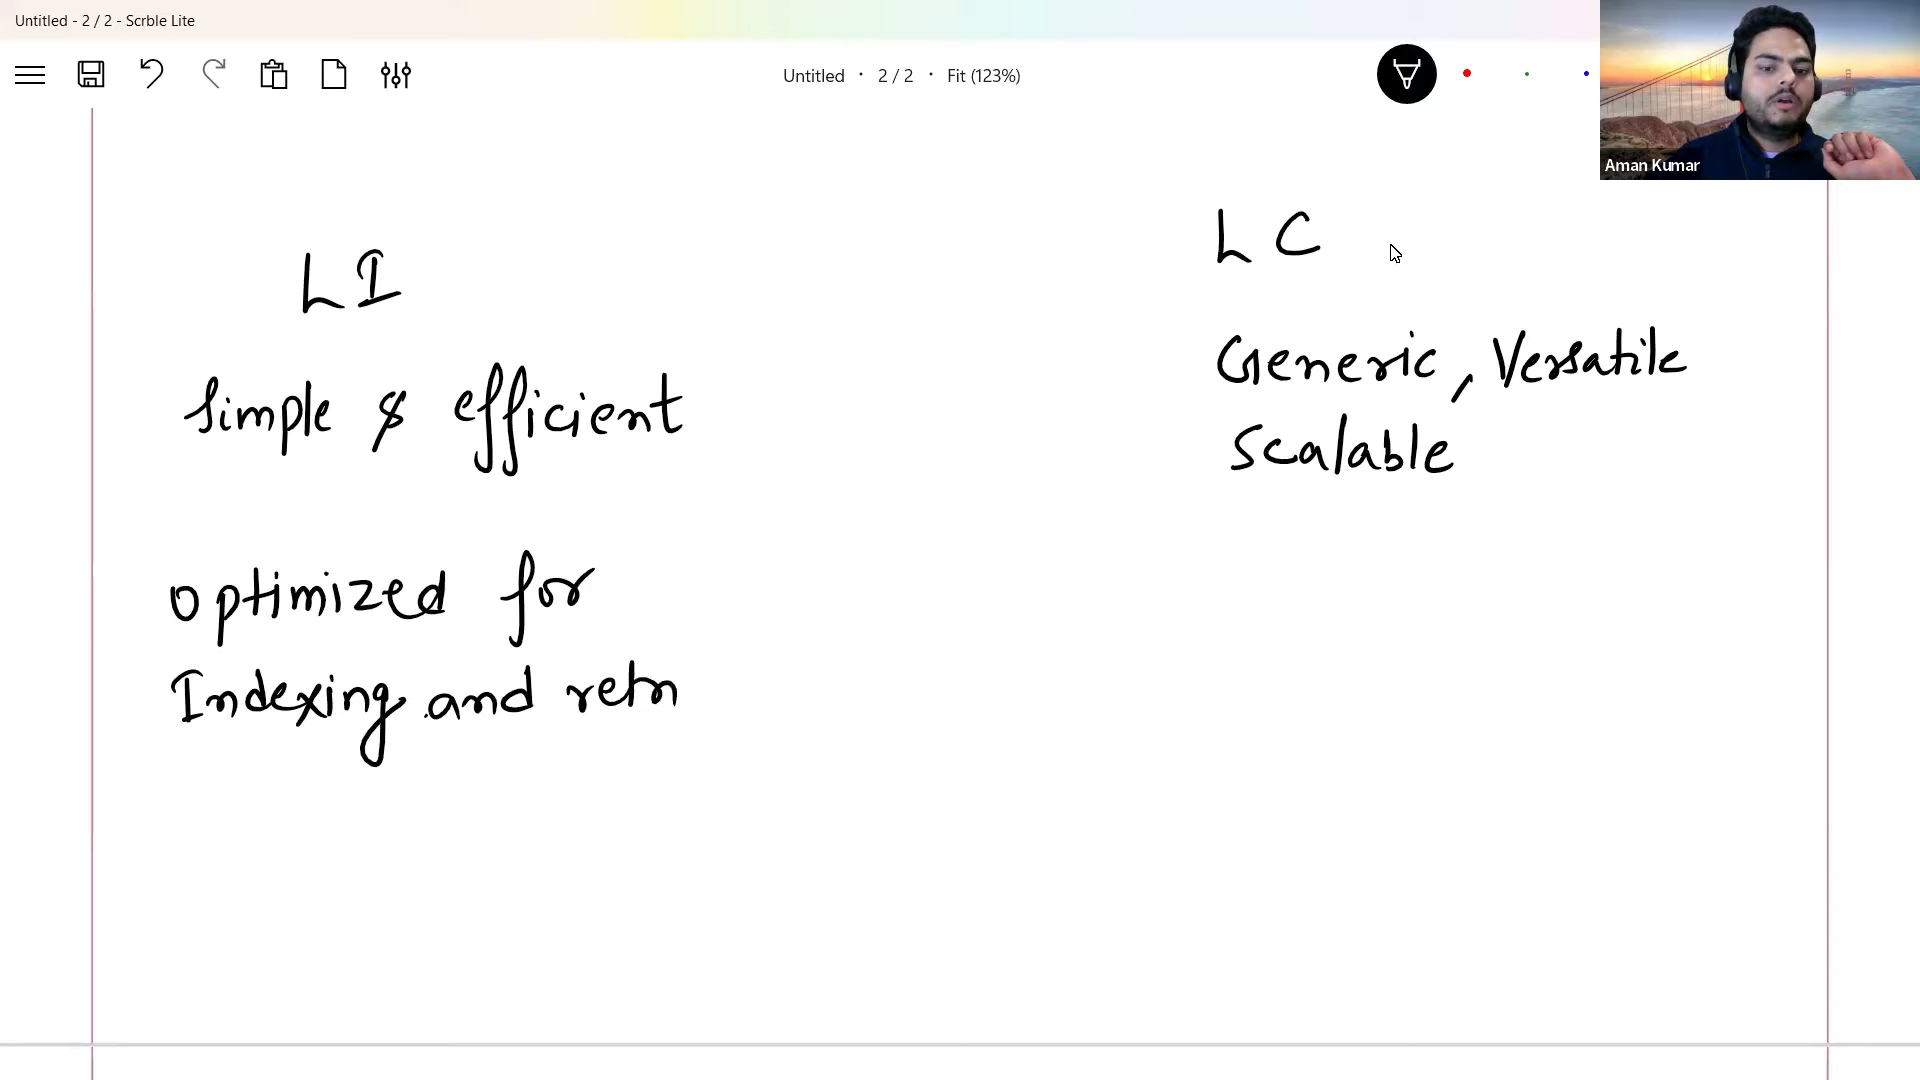 Untitled - 2 / 2 - Scrble Lite
Untitled • 2 / 2 • Fit (123%)
Aman Kumar
LI
Simple & efficient
optimized for
Indexing and retn
LC
Generic, Versatile
Scalable